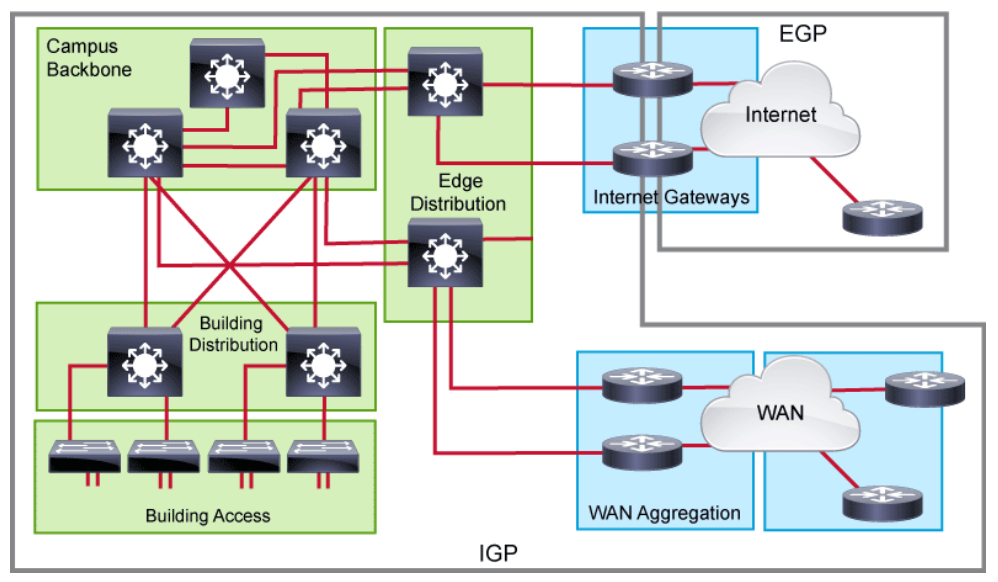 Campus
Backbone
EGP
Internet
Edge
Distribution
Internet Gateways
Building
Distribution
WAN
Building Access
WAN Aggregation
IGP